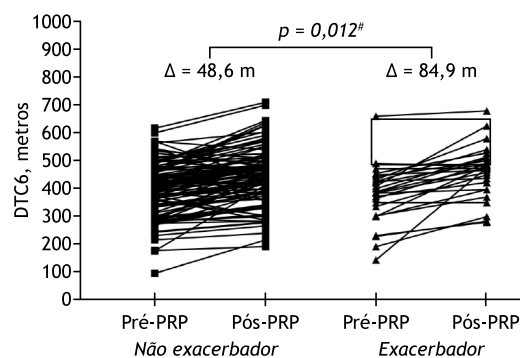 p = 0,012#
Δ = 48,6 m Δ = 84,9 m
DTC6, metros
1000
900
800
700
600
500
400
300
200
100
0
Pré-PRP Pós-PRP Pré-PRP Pós-PRP
Não exacerbador Exacerbador